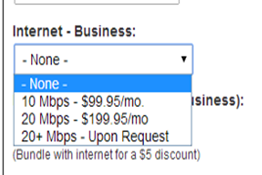 Internet - Business:
- None -
- None -
10 Mbps - $99.95/mo.
20 Mbps - $199.95/mo
20+ Mbps - Upon Request
siness):
(Bundle with internet for a $5 discount)